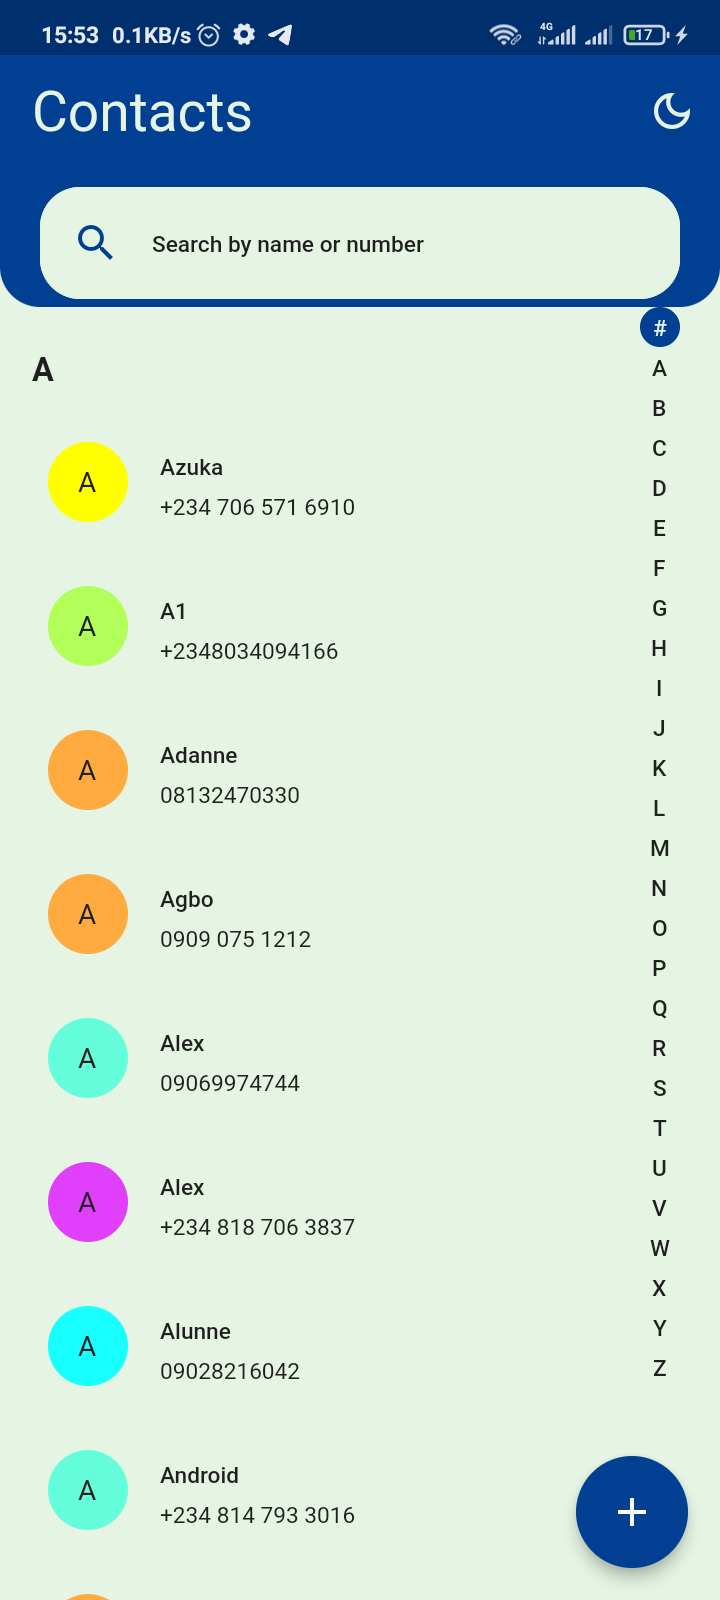 15:53 0.1KB/s 4G 17
Contacts
Search by name or number
#
A
A
Azuka
+234 706 571 6910
A
A1
+2348034094166
A
Adanne
08132470330
A
Agbo
0909 075 1212
A
Alex
09069974744
A
Alex
+234 818 706 3837
A
Alunne
09028216042
A
Android
+234 814 793 3016
A
B
C
D
E
F
G
H
I
J
K
L
M
N
O
P
Q
R
S
T
U
V
W
X
Y
Z
+